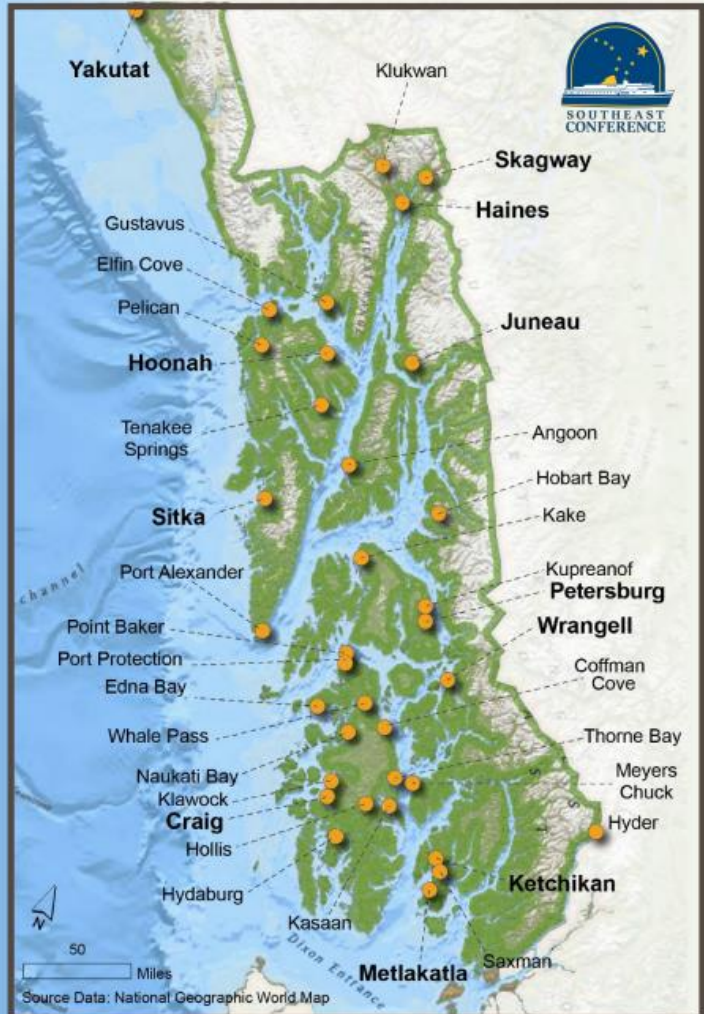 Yakutat
Klukwan
SOUTHEAST
CONFERENCE
Skagway
Haines
Gustavus
Elfin Cove
Pelican
Juneau
Hoonah
Tenakee
Springs
Angoon
Hobart Bay
Sitka
Kake
channel
Port Alexander
Kupreanof
Petersburg
Point Baker
Wrangell
Port Protection
Coffman
Cove
Edna Bay
Whale Pass
Thorne Bay
Naukati Bay
Meyers
Chuck
Klawock
Craig
Hyder
Hollis
Ketchikan
Hydaburg
Kasaan
Dixon Entrance
Saxman
Metlakatla
N
50
Miles
Source Data: National Geographic World Map